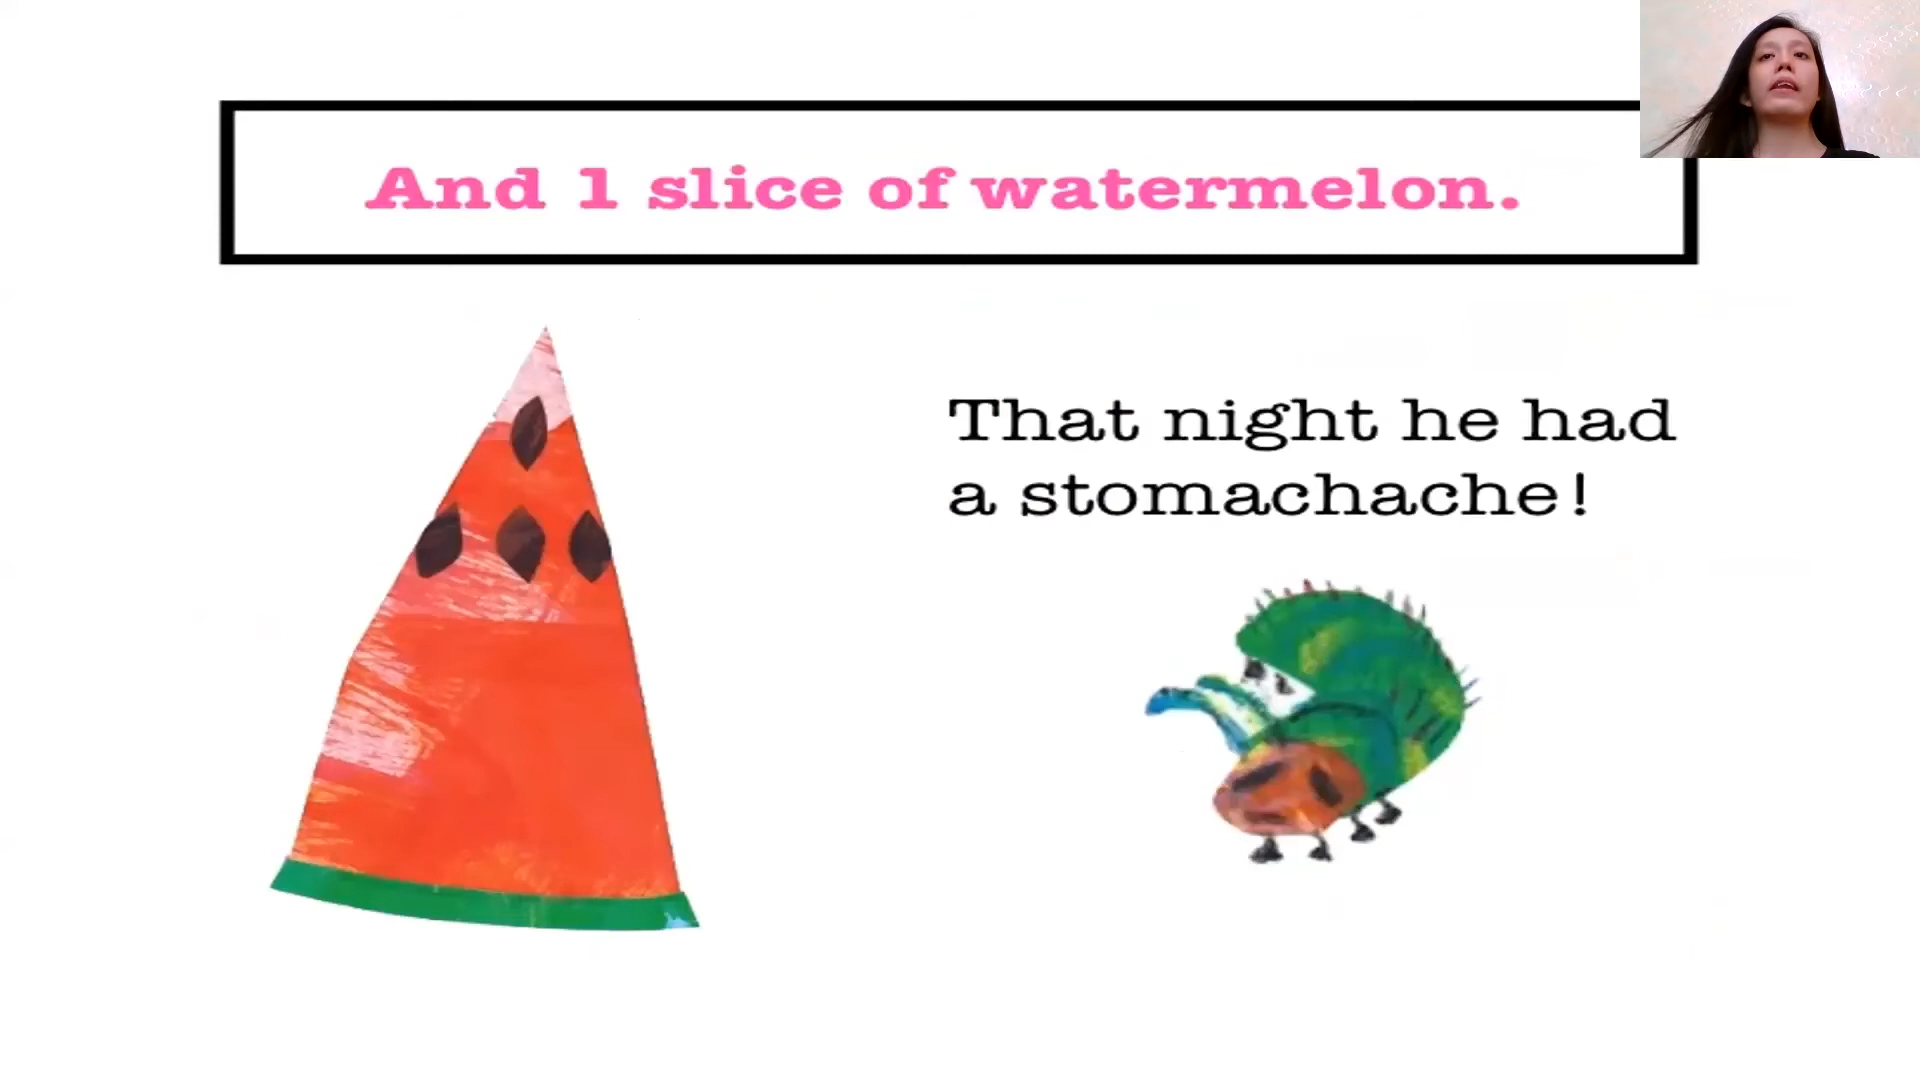 And 1 slice of watermelon.
That night he had
a stomachache!